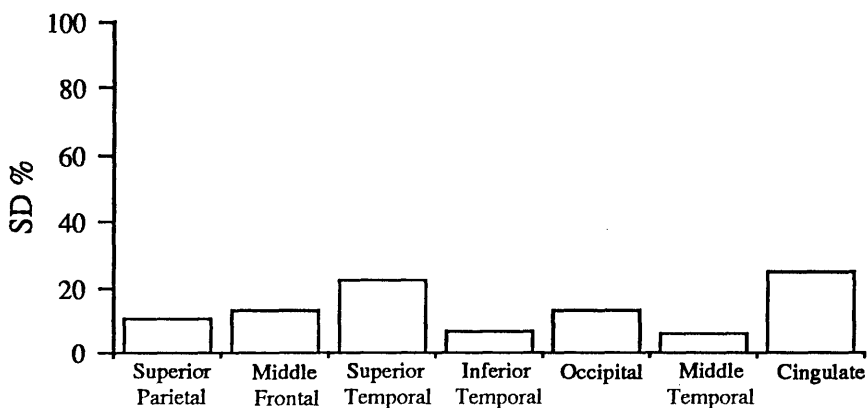 100
80
60
40
20
0
SD %
Superior Middle Superior Inferior Occipital Middle Cingulate
Parietal Frontal Temporal Temporal Temporal